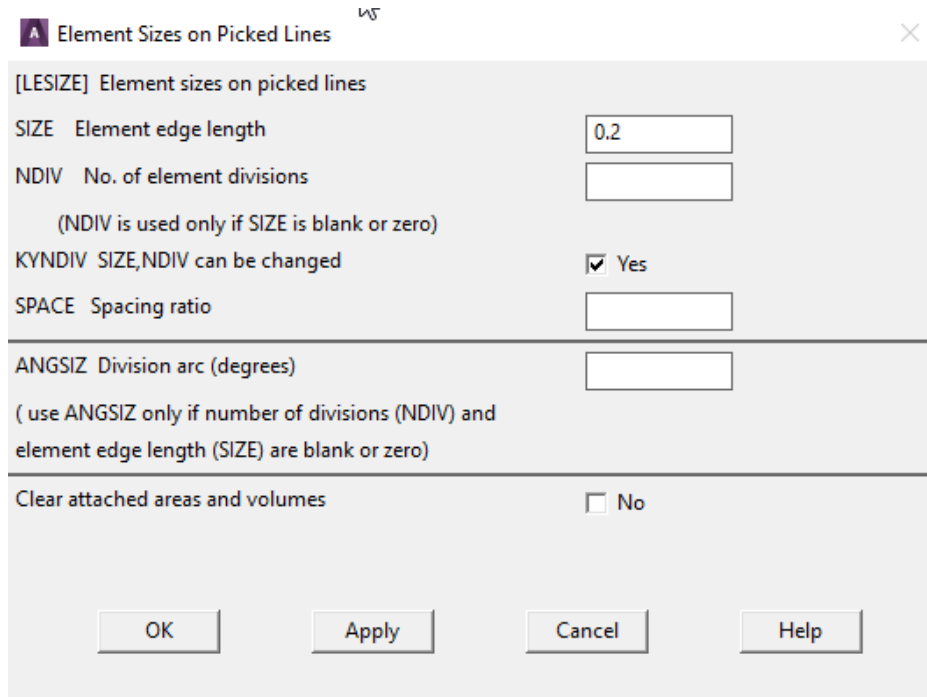 Element Sizes on Picked Lines
[LESIZE] Element sizes on picked lines
SIZE Element edge length 0.2
NDIV No. of element divisions
(NDIV is used only if SIZE is blank or zero)
KYNDIV SIZE,NDIV can be changed Yes
SPACE Spacing ratio
ANGSIZ Division arc (degrees)
( use ANGSIZ only if number of divisions (NDIV) and
element edge length (SIZE) are blank or zero)
Clear attached areas and volumes No
OK Apply Cancel Help